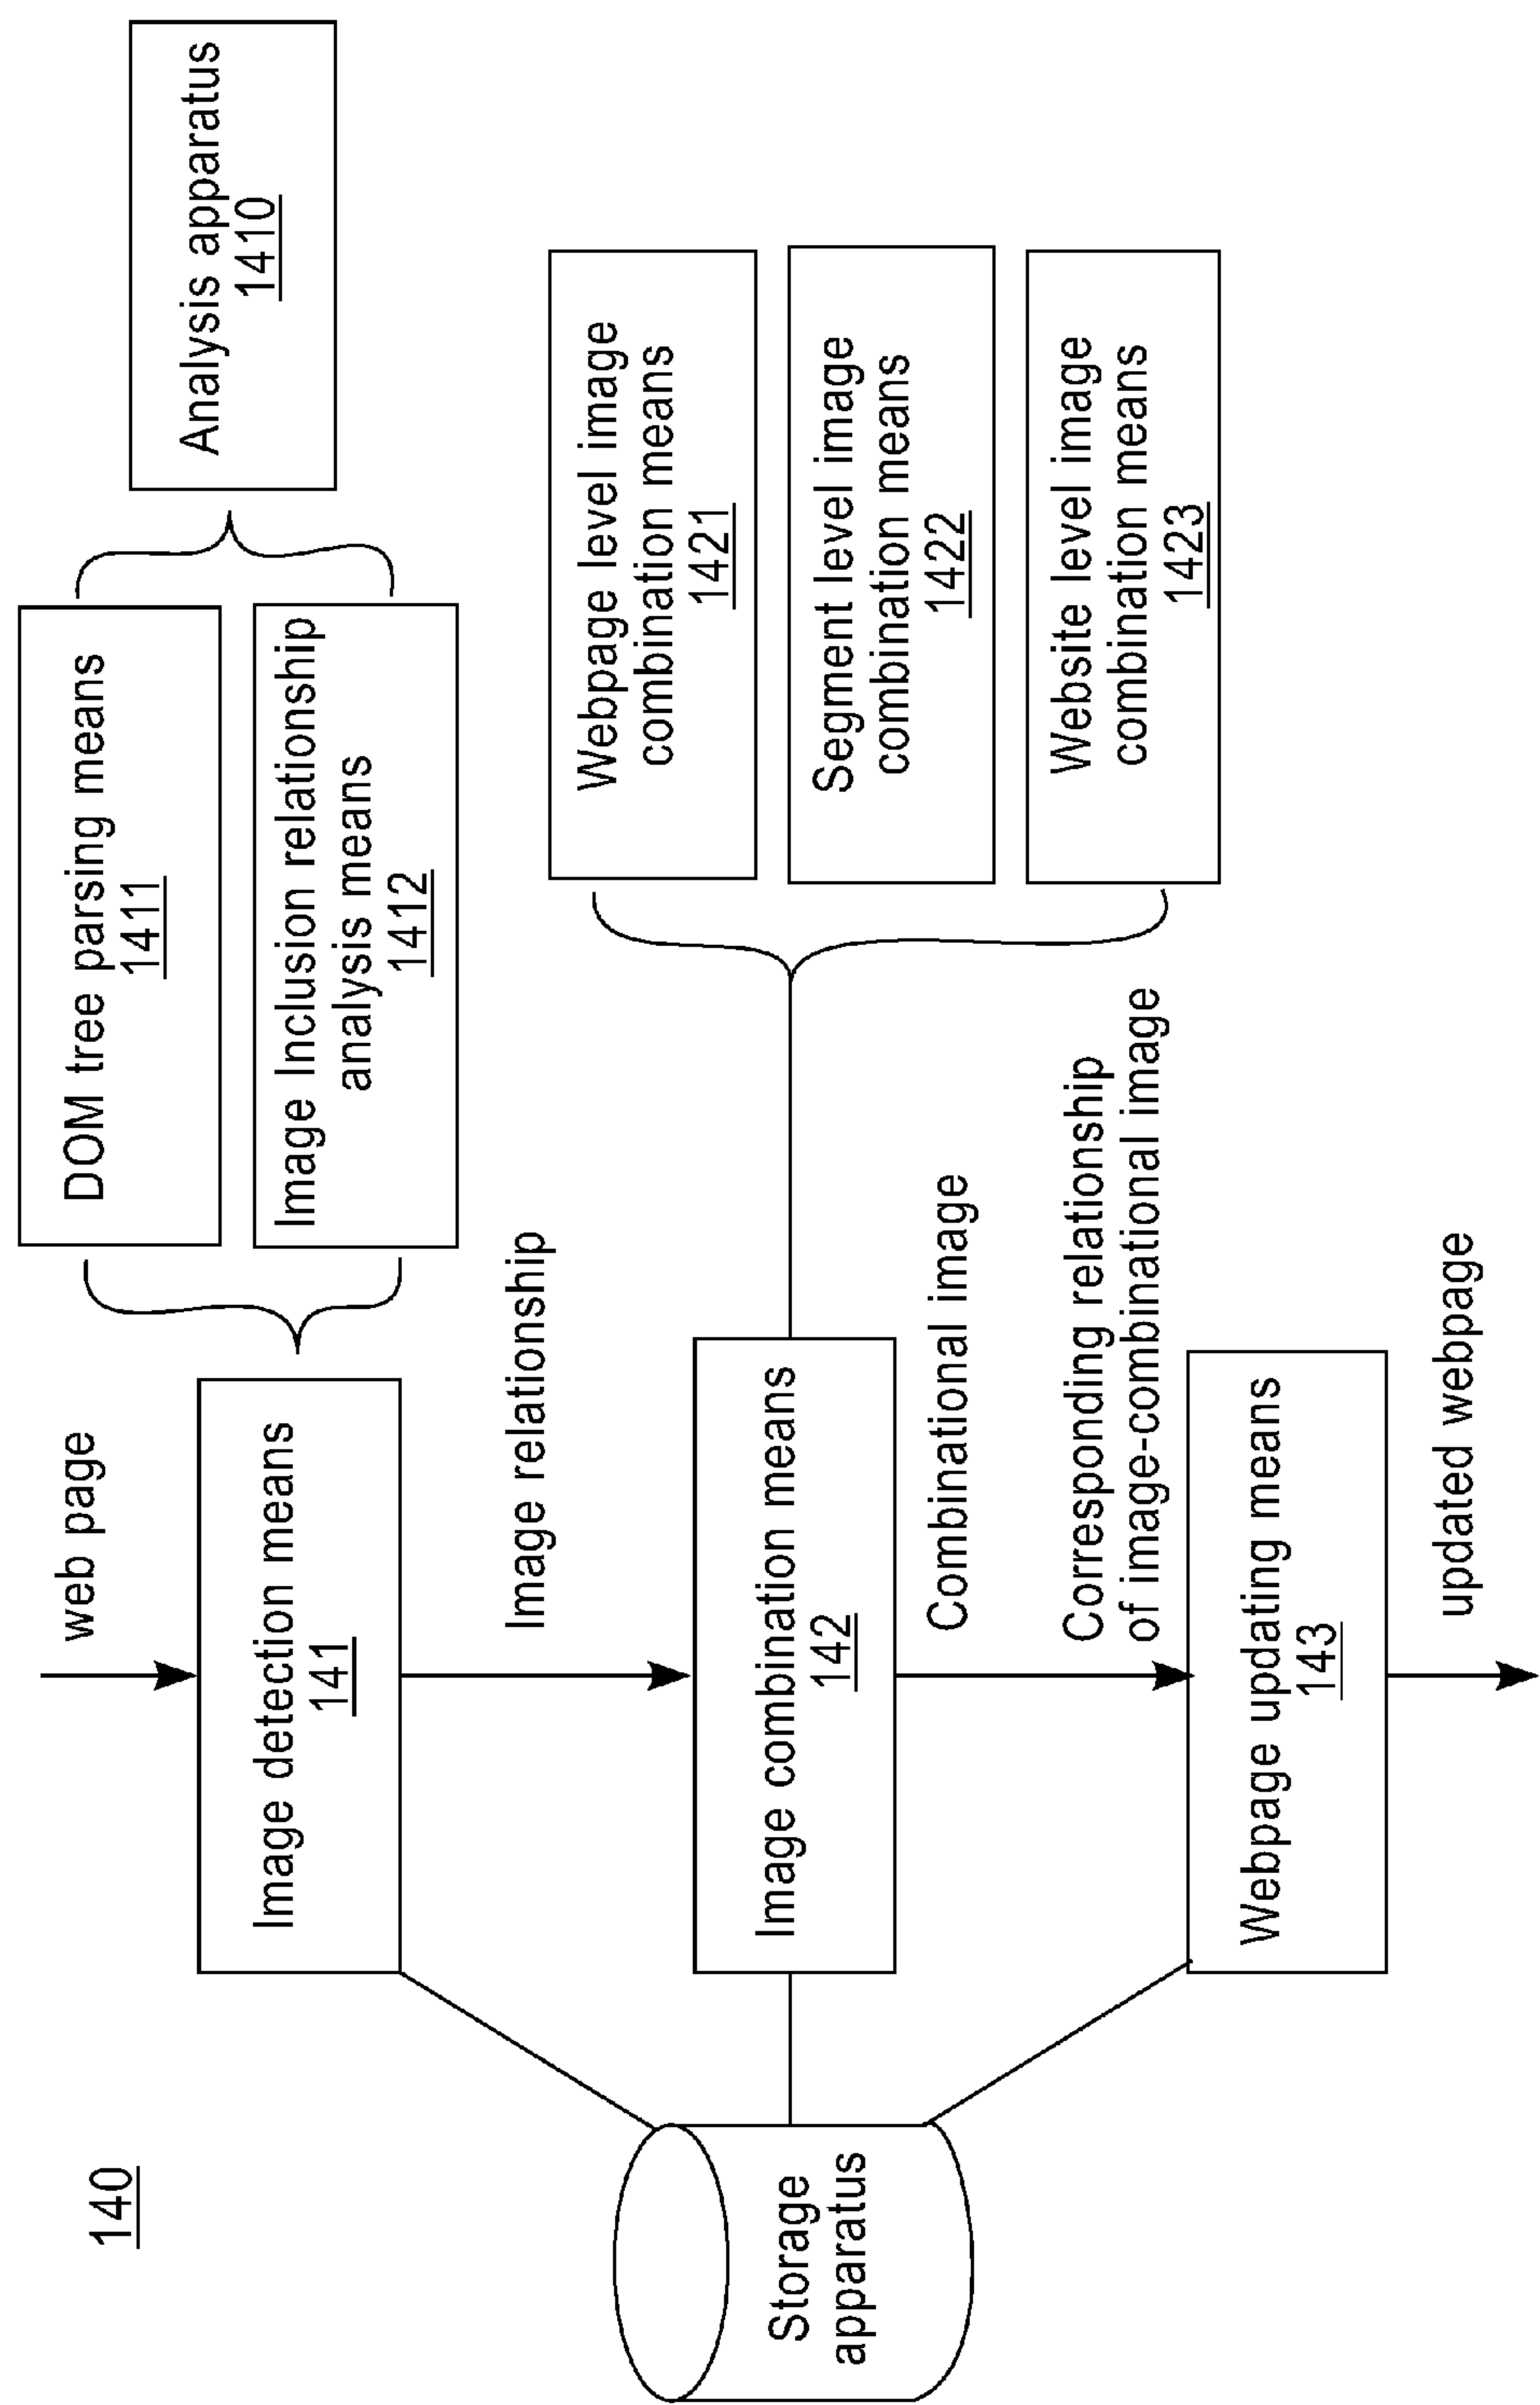 140
web page
Image detection means
141
DOM tree parsing means
1411
Image Inclusion relationship
analysis means
1412
Analysis apparatus
1410
Image relationship
Storage
apparatus
Image combination means
142
Webpage level image
combination means
1421
Segment level image
combination means
1422
Website level image
combination means
1423
Combinational image
Corresponding relationship
of image-combinational image
Webpage updating means
143
updated webpage